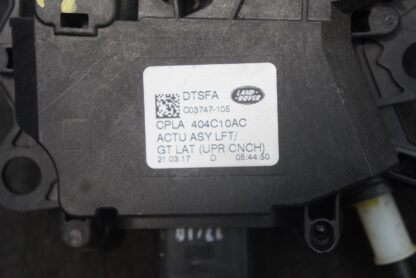 DTSFA
LAND-
ROVER
C03747-105
CPLA 404C10AC
ACTU ASY LFT/
GT LAT (UPR CNCH)
21.03.17 D 05:44:50